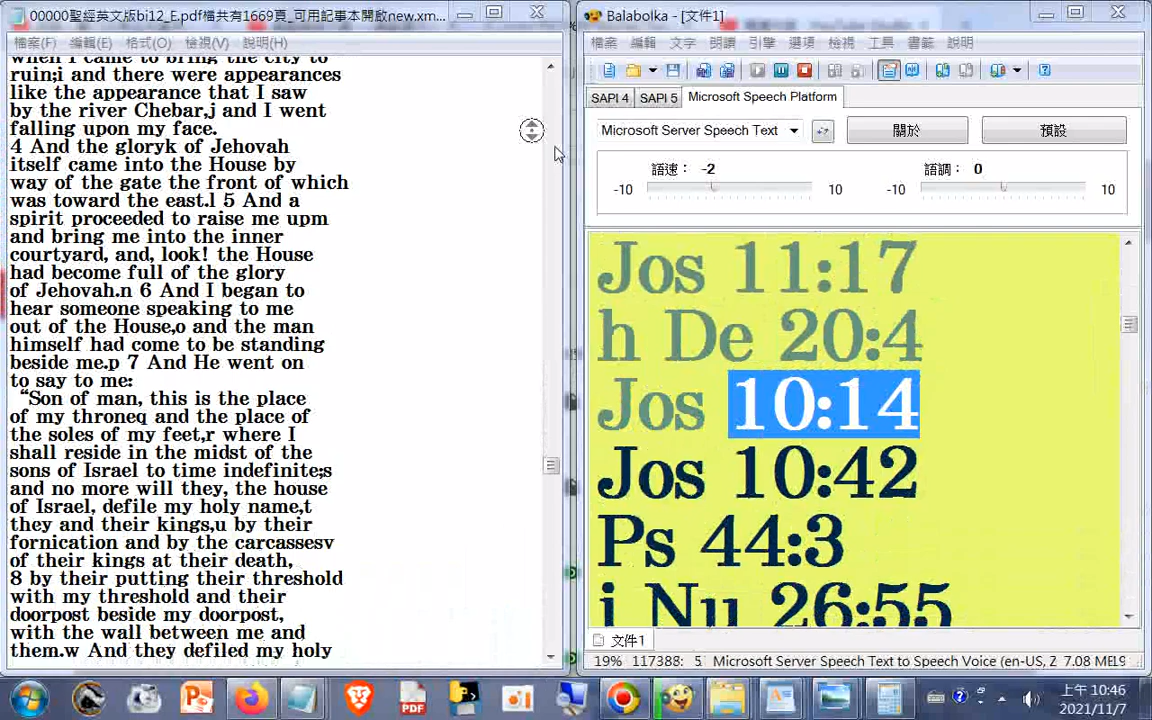 00000聖經英文版bi12_E.pdf檔共有1669頁_可用記事本開啟new.xm...
檔案(F) 編輯(E) 格式(O) 檢視(V) 說明(H)
when I came to bring the city to
ruin;i and there were appearances
like the appearance that I saw
by the river Chebar,j and I went
falling upon my face.
4 And the gloryk of Jehovah
itself came into the House by
way of the gate the front of which
was toward the east.l 5 And a
spirit proceeded to raise me upm
and bring me into the inner
courtyard, and, look! the House
had become full of the glory
of Jehovah.n 6 And I began to
hear someone speaking to me
out of the House,o and the man
himself had come to be standing
beside me.p 7 And He went on
to say to me:
“Son of man, this is the place
of my throneq and the place of
the soles of my feet,r where I
shall reside in the midst of the
sons of Israel to time indefinite;s
and no more will they, the house
of Israel, defile my holy name,t
they and their kings,u by their
fornication and by the carcassesv
of their kings at their death,
8 by their putting their threshold
with my threshold and their
doorpost beside my doorpost,
with the wall between me and
them.w And they defiled my holy
Balabolka - [文件1]
檔案 編輯 文字 朗讀 引擎 選項 檢視 工具 書籤 說明
SAPI 4 SAPI 5 Microsoft Speech Platform
Microsoft Server Speech Text 關於 預設
語速: -2 語調: 0
-10 10 -10 10
Jos 11:17
h De 20:4
Jos 10:14
Jos 10:42
Ps 44:3
i Nu 26:55
文件1
19% 117388: 5 Microsoft Server Speech Text to Speech Voice (en-US, Z 7.08 MB
上午 10:46
2021/11/7